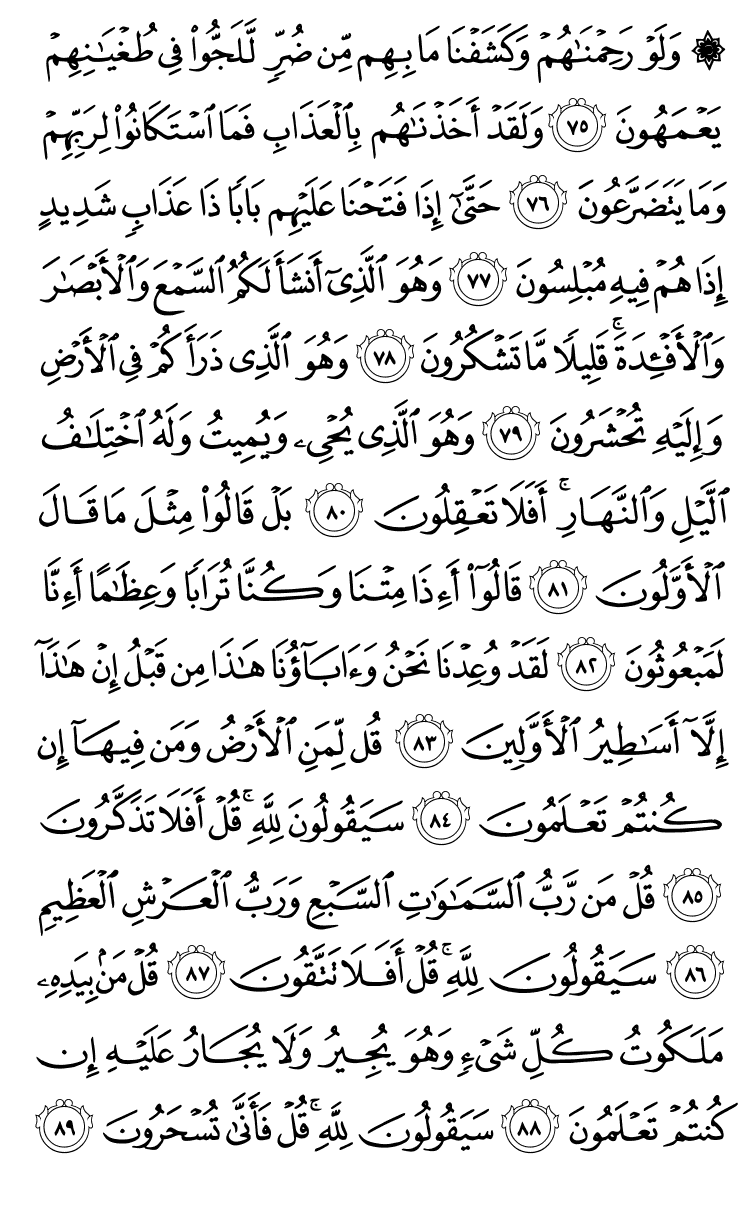 ۞ وَلَوۡ رَحِمۡنَٰهُمۡ وَكَشَفۡنَا مَا بِهِم مِّن ضُرّٖ لَّلَجُّواْ فِي طُغۡيَٰنِهِمۡ
يَعۡمَهُونَ ٧٥ وَلَقَدۡ أَخَذۡنَٰهُم بِٱلۡعَذَابِ فَمَا ٱسۡتَكَانُواْ لِرَبِّهِمۡ
وَمَا يَتَضَرَّعُونَ ٧٦ حَتَّىٰٓ إِذَا فَتَحۡنَا عَلَيۡهِم بَابٗا ذَا عَذَابٖ شَدِيدٍ
إِذَا هُمۡ فِيهِ مُبۡلِسُونَ ٧٧ وَهُوَ ٱلَّذِيٓ أَنشَأَ لَكُمُ ٱلسَّمۡعَ وَٱلۡأَبۡصَٰرَ
وَٱلۡأَفۡـِٔدَةَۚ قَلِيلٗا مَّا تَشۡكُرُونَ ٧٨ وَهُوَ ٱلَّذِي ذَرَأَكُمۡ فِي ٱلۡأَرۡضِ
وَإِلَيۡهِ تُحۡشَرُونَ ٧٩ وَهُوَ ٱلَّذِي يُحۡيِۦ وَيُمِيتُ وَلَهُ ٱخۡتِلَٰفُ
ٱلَّيۡلِ وَٱلنَّهَارِۚ أَفَلَا تَعۡقِلُونَ ٨٠ بَلۡ قَالُواْ مِثۡلَ مَا قَالَ
ٱلۡأَوَّلُونَ ٨١ قَالُوٓاْ أَءِذَا مِتۡنَا وَكُنَّا تُرَابٗا وَعِظَٰمًا أَءِنَّا
لَمَبۡعُوثُونَ ٨٢ لَقَدۡ وُعِدۡنَا نَحۡنُ وَءَابَآؤُنَا هَٰذَا مِن قَبۡلُ إِنۡ هَٰذَآ
إِلَّآ أَسَٰطِيرُ ٱلۡأَوَّلِينَ ٨٣ قُل لِّمَنِ ٱلۡأَرۡضُ وَمَن فِيهَآ إِن
كُنتُمۡ تَعۡلَمُونَ ٨٤ سَيَقُولُونَ لِلَّهِۚ قُلۡ أَفَلَا تَذَكَّرُونَ
٨٥ قُلۡ مَن رَّبُّ ٱلسَّمَٰوَٰتِ ٱلسَّبۡعِ وَرَبُّ ٱلۡعَرۡشِ ٱلۡعَظِيمِ
٨٦ سَيَقُولُونَ لِلَّهِۚ قُلۡ أَفَلَا تَتَّقُونَ ٨٧ قُلۡ مَنۢ بِيَدِهِۦ
مَلَكُوتُ كُلِّ شَيۡءٖ وَهُوَ يُجِيرُ وَلَا يُجَارُ عَلَيۡهِ إِن
كُنتُمۡ تَعۡلَمُونَ ٨٨ سَيَقُولُونَ لِلَّهِۚ قُلۡ فَأَنَّىٰ تُسۡحَرُونَ ٨٩